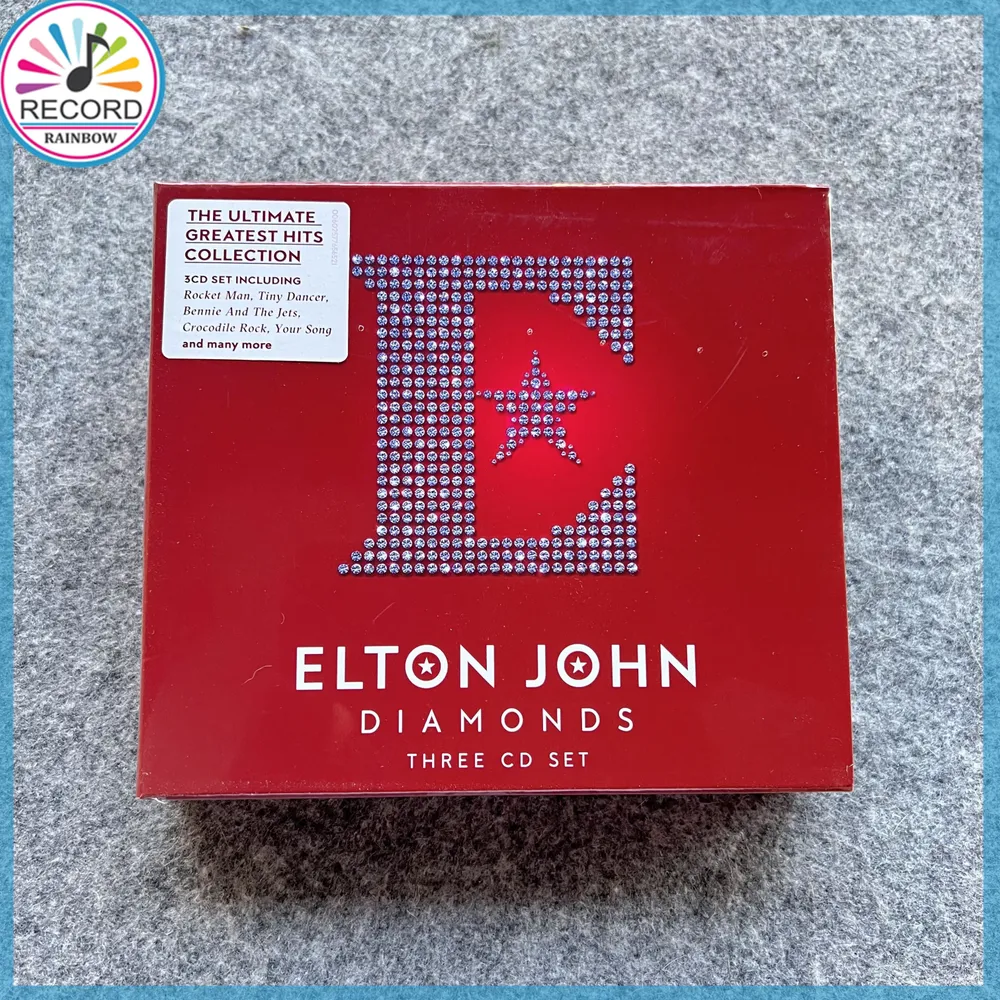 RECORD
RAINBOW
THE ULTIMATE
GREATEST HITS
COLLECTION
3CD SET INCLUDING
Rocket Man, Tiny Dancer,
Bennie And The Jets,
Crocodile Rock, Your Song
and many more
ELTON JOHN
DIAMONDS
THREE CD SET